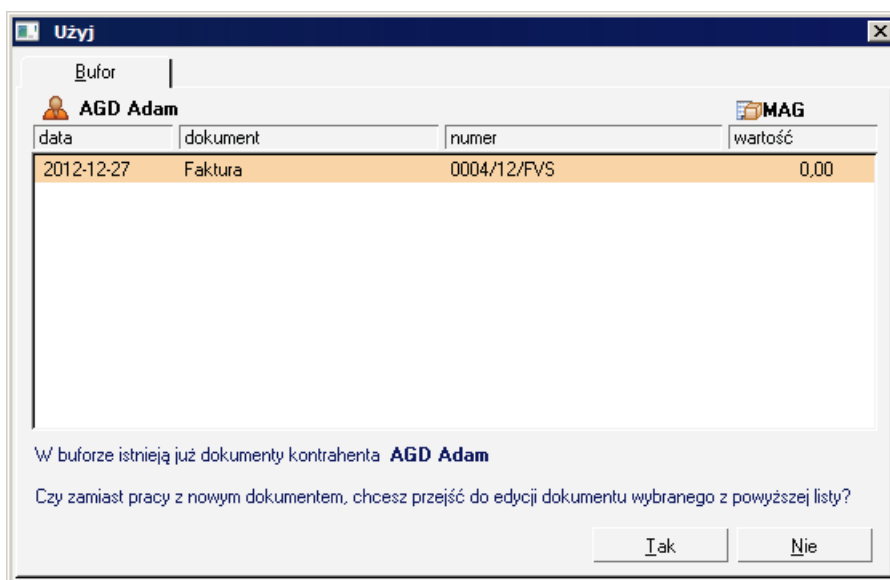 Użyj
Bufor
AGD Adam MAG
data dokument numer wartość
2012-12-27 Faktura 0004/12/FVS 0,00
W buforze istnieją już dokumenty kontrahenta AGD Adam
Czy zamiast pracy z nowym dokumentem, chcesz przejść do edycji dokumentu wybranego z powyższej listy?
Tak Nie